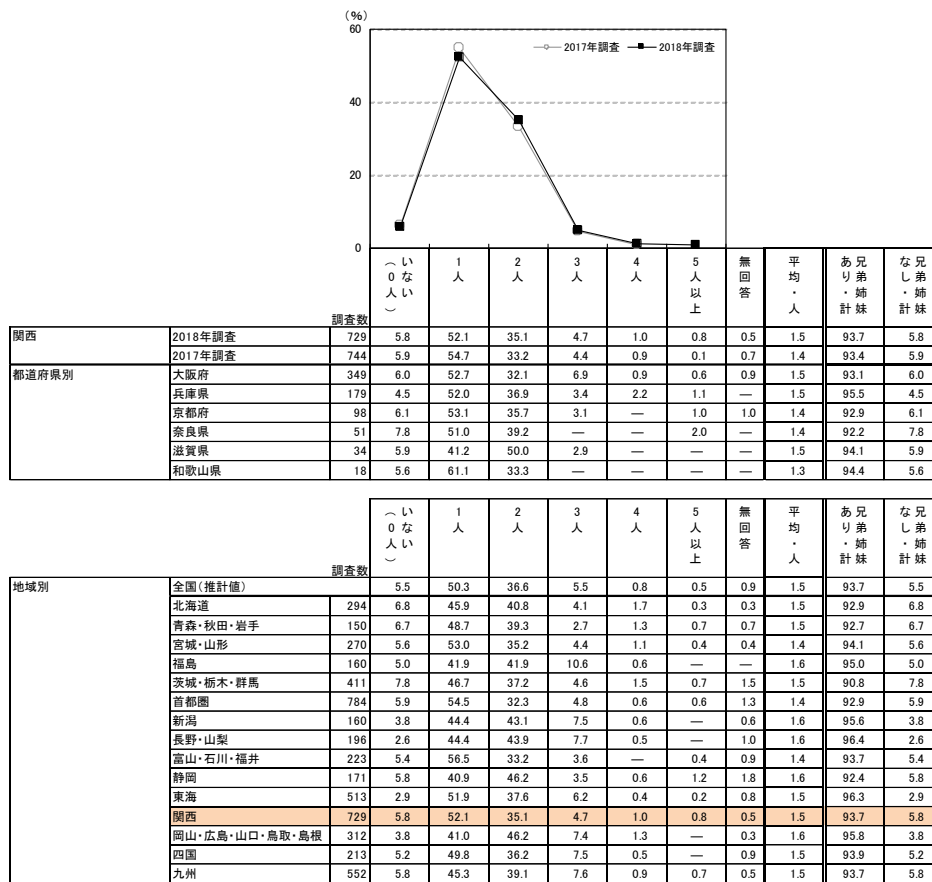 (%)
60
40
20
0
2017年調査 2018年調査
調査数 いない(0人) 1人 2人 3人 4人 5人以上 無回答 平均・人 兄弟姉妹あり・計 兄弟姉妹なし・計
関西 2018年調査 729 5.8 52.1 35.1 4.7 1.0 0.8 0.5 1.5 93.7 5.8
2017年調査 744 5.9 54.7 33.2 4.4 0.9 0.1 0.7 1.4 93.4 5.9
都道府県別 大阪府 349 6.0 52.7 32.1 6.9 0.9 0.6 0.9 1.5 93.1 6.0
兵庫県 179 4.5 52.0 36.9 3.4 2.2 1.1 — 1.5 95.5 4.5
京都府 98 6.1 53.1 35.7 3.1 — 1.0 1.0 1.4 92.9 6.1
奈良県 51 7.8 51.0 39.2 — — 2.0 — 1.4 92.2 7.8
滋賀県 34 5.9 41.2 50.0 2.9 — — — 1.5 94.1 5.9
和歌山県 18 5.6 61.1 33.3 — — — — 1.3 94.4 5.6
調査数 いない(0人) 1人 2人 3人 4人 5人以上 無回答 平均・人 兄弟姉妹あり・計 兄弟姉妹なし・計
地域別 全国(推計値) 5.5 50.3 36.6 5.5 0.8 0.5 0.9 1.5 93.7 5.5
北海道 294 6.8 45.9 40.8 4.1 1.7 0.3 0.3 1.5 92.9 6.8
青森・秋田・岩手 150 6.7 48.7 39.3 2.7 1.3 0.7 0.7 1.5 92.7 6.7
宮城・山形 270 5.6 53.0 35.2 4.4 1.1 0.4 0.4 1.4 94.1 5.6
福島 160 5.0 41.9 41.9 10.6 0.6 — — 1.6 95.0 5.0
茨城・栃木・群馬 411 7.8 46.7 37.2 4.6 1.5 0.7 1.5 1.5 90.8 7.8
首都圏 784 5.9 54.5 32.3 4.8 0.6 0.6 1.3 1.4 92.9 5.9
新潟 160 3.8 44.4 43.1 7.5 0.6 — 0.6 1.6 95.6 3.8
長野・山梨 196 2.6 44.4 43.9 7.7 0.5 — 1.0 1.6 96.4 2.6
富山・石川・福井 223 5.4 56.5 33.2 3.6 — 0.4 0.9 1.4 93.7 5.4
静岡 171 5.8 40.9 46.2 3.5 0.6 1.2 1.8 1.6 92.4 5.8
東海 513 2.9 51.9 37.6 6.2 0.4 0.2 0.8 1.5 96.3 2.9
関西 729 5.8 52.1 35.1 4.7 1.0 0.8 0.5 1.5 93.7 5.8
岡山・広島・山口・鳥取・島根 312 3.8 41.0 46.2 7.4 1.3 — 0.3 1.6 95.8 3.8
四国 213 5.2 49.8 36.2 7.5 0.5 — 0.9 1.5 93.9 5.2
九州 552 5.8 45.3 39.1 7.6 0.9 0.7 0.5 1.5 93.7 5.8